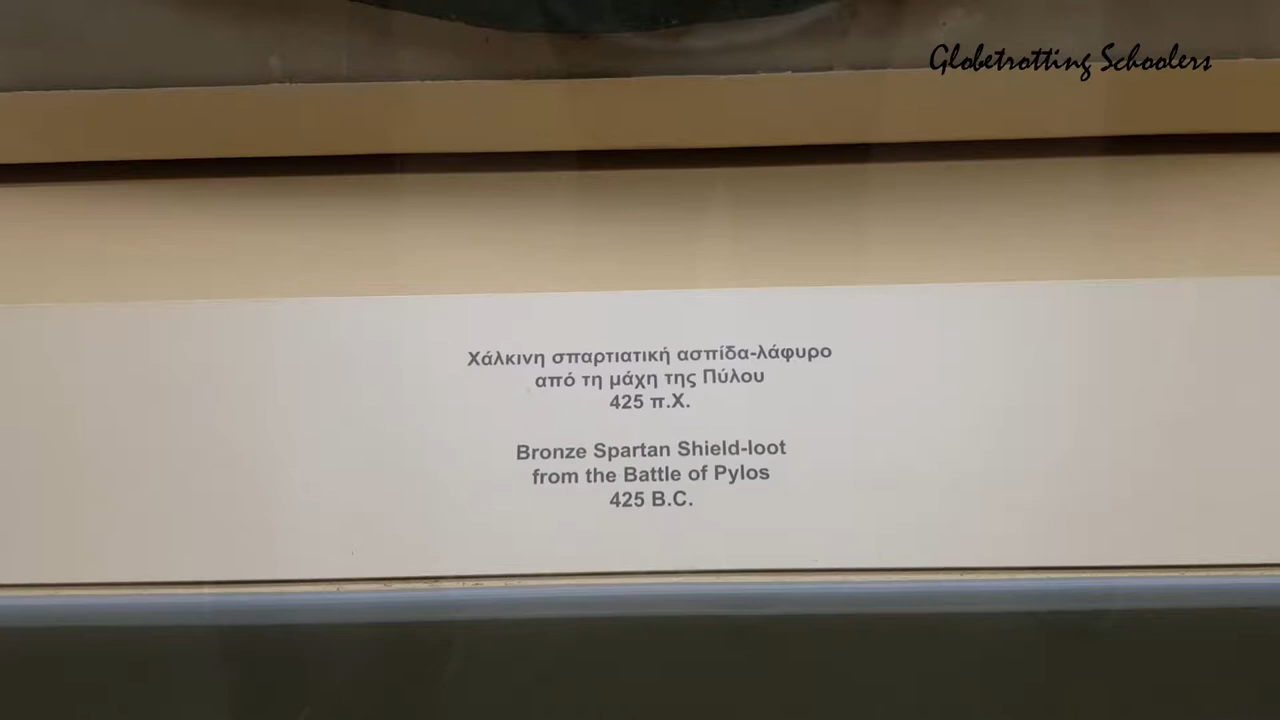 Globetrotting Schoolers
Χάλκινη σπαρτιατική ασπίδα-λάφυρο
από τη μάχη της Πύλου
425 π.Χ.
Bronze Spartan Shield-loot
from the Battle of Pylos
425 B.C.